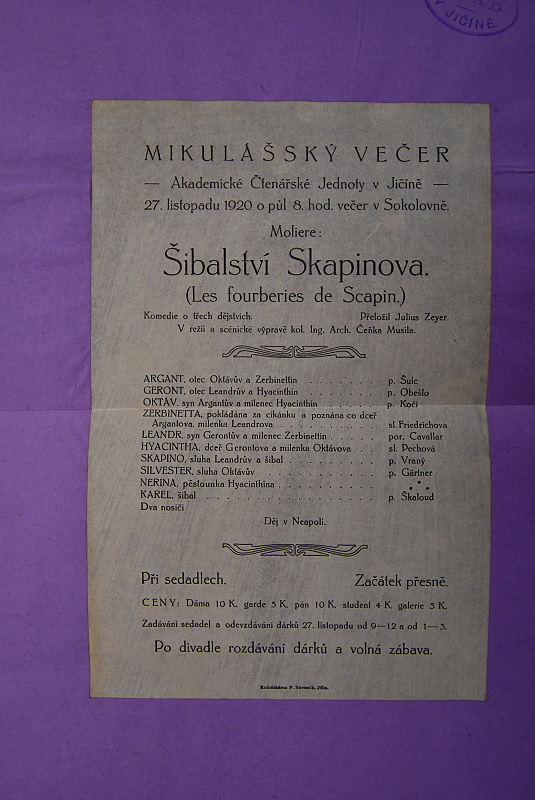 V JIČÍNĚ
MIKULÁŠSKÝ VEČER
— Akademické Čtenářské Jednoty v Jičíně —
27. listopadu 1920 o půl 8. hod. večer v Sokolovně.
Moliere:
Šibalství Skapinova.
(Les fourberies de Scapin.)
Komedie o třech dějstvích. Přeložil Julius Zeyer.
V režii a scénické výpravě kol. Ing. Arch. Čeňka Musila.
ARGANT, otec Oktávův a Zerbinettin . . . . . . . p. Šulc
GERONT, otec Leandrův a Hyacinthin . . . . . . . p. Obešlo
OKTÁV, syn Argantův a milenec Hyacinthin . . . . . p. Kočí
ZERBINETTA, pokládána za cikánku a poznána co dceř
Argantova, milenka Leandrova . . . . . . . . . sl. Friedrichova
LEANDR, syn Gerontův a milenec Zerbinettin . . . . . por. Cavallar
HYACINTHA, dceř Gerontova a milenka Oktávova . . . sl. Pechová
SKAPINO, sluha Leandrův a šibal . . . . . . . . p. Vraný
SILVESTER, sluha Oktávův . . . . . . . . . . . p. Gärtner
NERINA, pěstounka Hyacinthina . . . . . . . . . * * *
KAREL, šibal . . . . . . . . . . . . . . . . p. Škaloud
Dva nosiči
Děj v Neapoli.
Při sedadlech. Začátek přesně.
CENY: Dáma 10 K, garde 5 K, pán 10 K, student 4 K, galerie 5 K.
Zadávání sedadel a odevzdávání dárků 27. listopadu od 9—12 a od 1—3.
Po divadle rozdávání dárků a volná zábava.
Knihtiskárna F. Jičín.